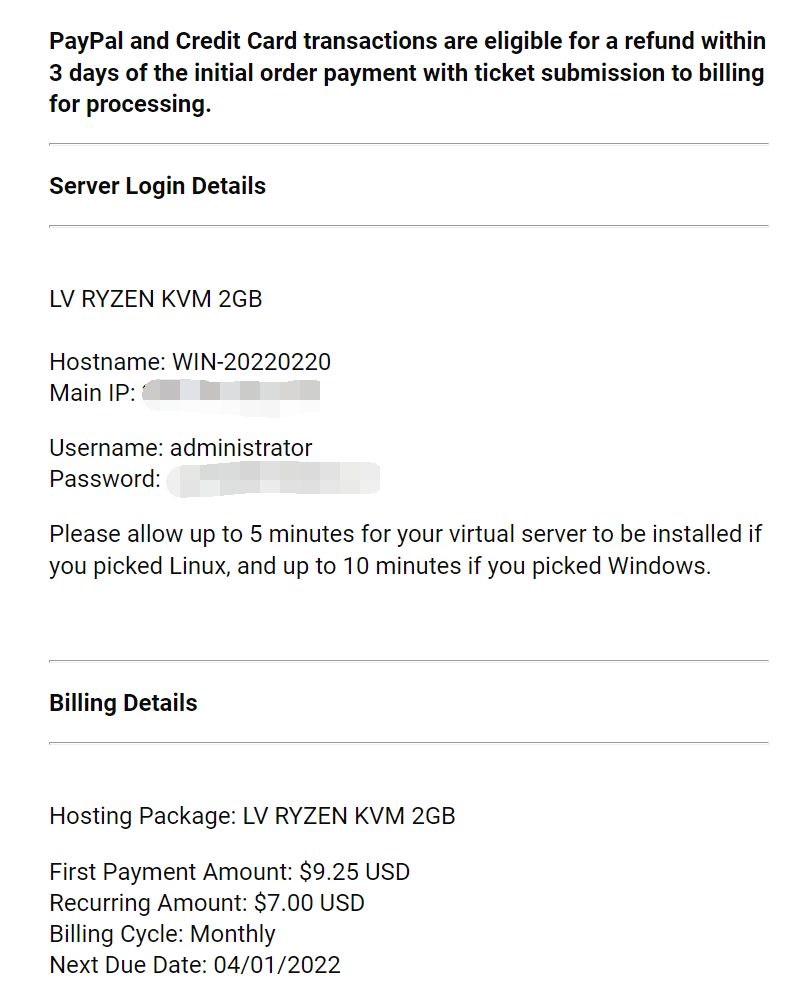 PayPal and Credit Card transactions are eligible for a refund within
3 days of the initial order payment with ticket submission to billing
for processing.
Server Login Details
LV RYZEN KVM 2GB
Hostname: WIN-20220220
Main IP:
Username: administrator
Password:
Please allow up to 5 minutes for your virtual server to be installed if
you picked Linux, and up to 10 minutes if you picked Windows.
Billing Details
Hosting Package: LV RYZEN KVM 2GB
First Payment Amount: $9.25 USD
Recurring Amount: $7.00 USD
Billing Cycle: Monthly
Next Due Date: 04/01/2022